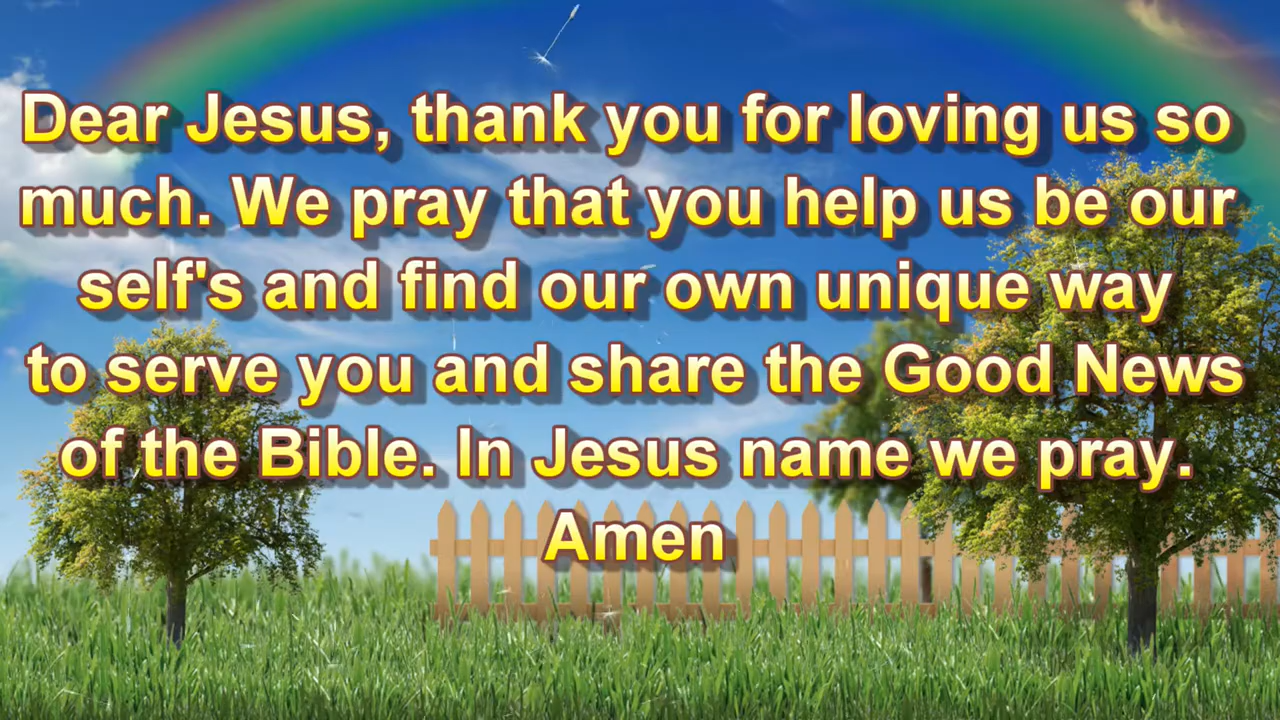 Dear Jesus, thank you for loving us so
much. We pray that you help us be our
self's and find our own unique way
to serve you and share the Good News
of the Bible. In Jesus name we pray.
Amen